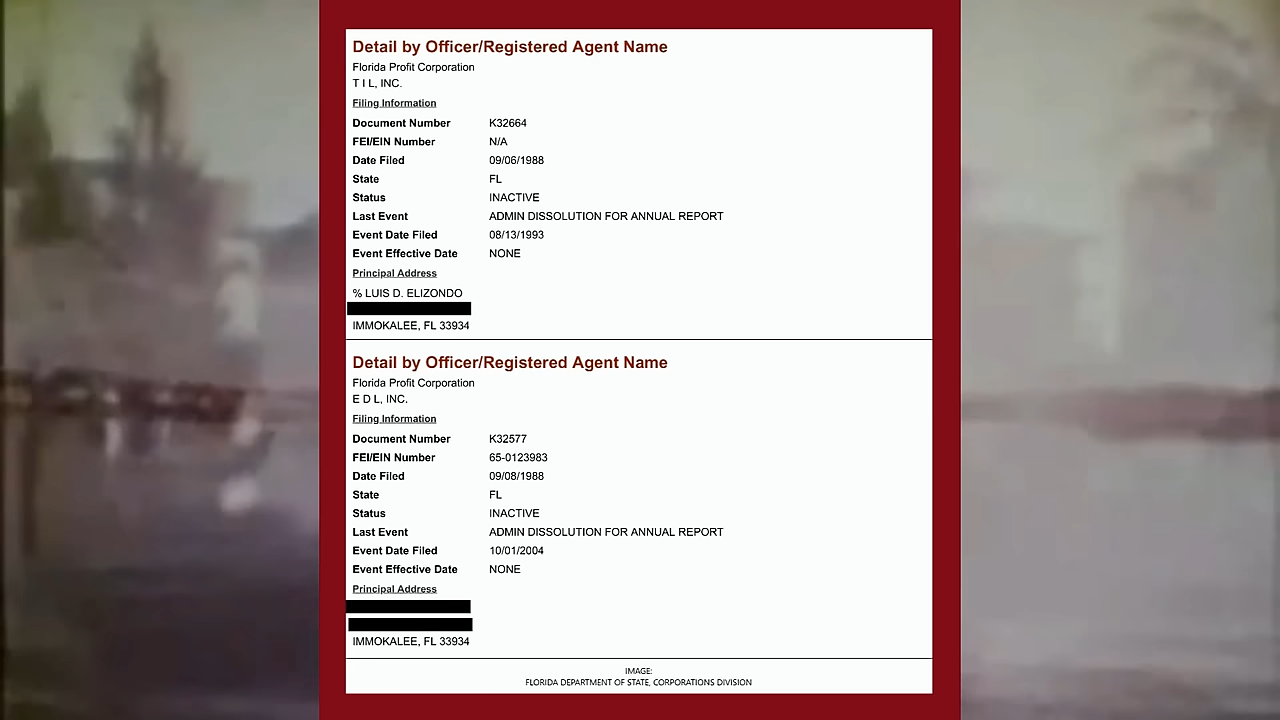 Detail by Officer/Registered Agent Name
Florida Profit Corporation
T I L, INC.
Filing Information
Document Number K32664
FEI/EIN Number N/A
Date Filed 09/06/1988
State FL
Status INACTIVE
Last Event ADMIN DISSOLUTION FOR ANNUAL REPORT
Event Date Filed 08/13/1993
Event Effective Date NONE
Principal Address
% LUIS D. ELIZONDO
IMMOKALEE, FL 33934
Detail by Officer/Registered Agent Name
Florida Profit Corporation
E D L, INC.
Filing Information
Document Number K32577
FEI/EIN Number 65-0123983
Date Filed 09/08/1988
State FL
Status INACTIVE
Last Event ADMIN DISSOLUTION FOR ANNUAL REPORT
Event Date Filed 10/01/2004
Event Effective Date NONE
Principal Address
IMMOKALEE, FL 33934
IMAGE:
FLORIDA DEPARTMENT OF STATE, CORPORATIONS DIVISION